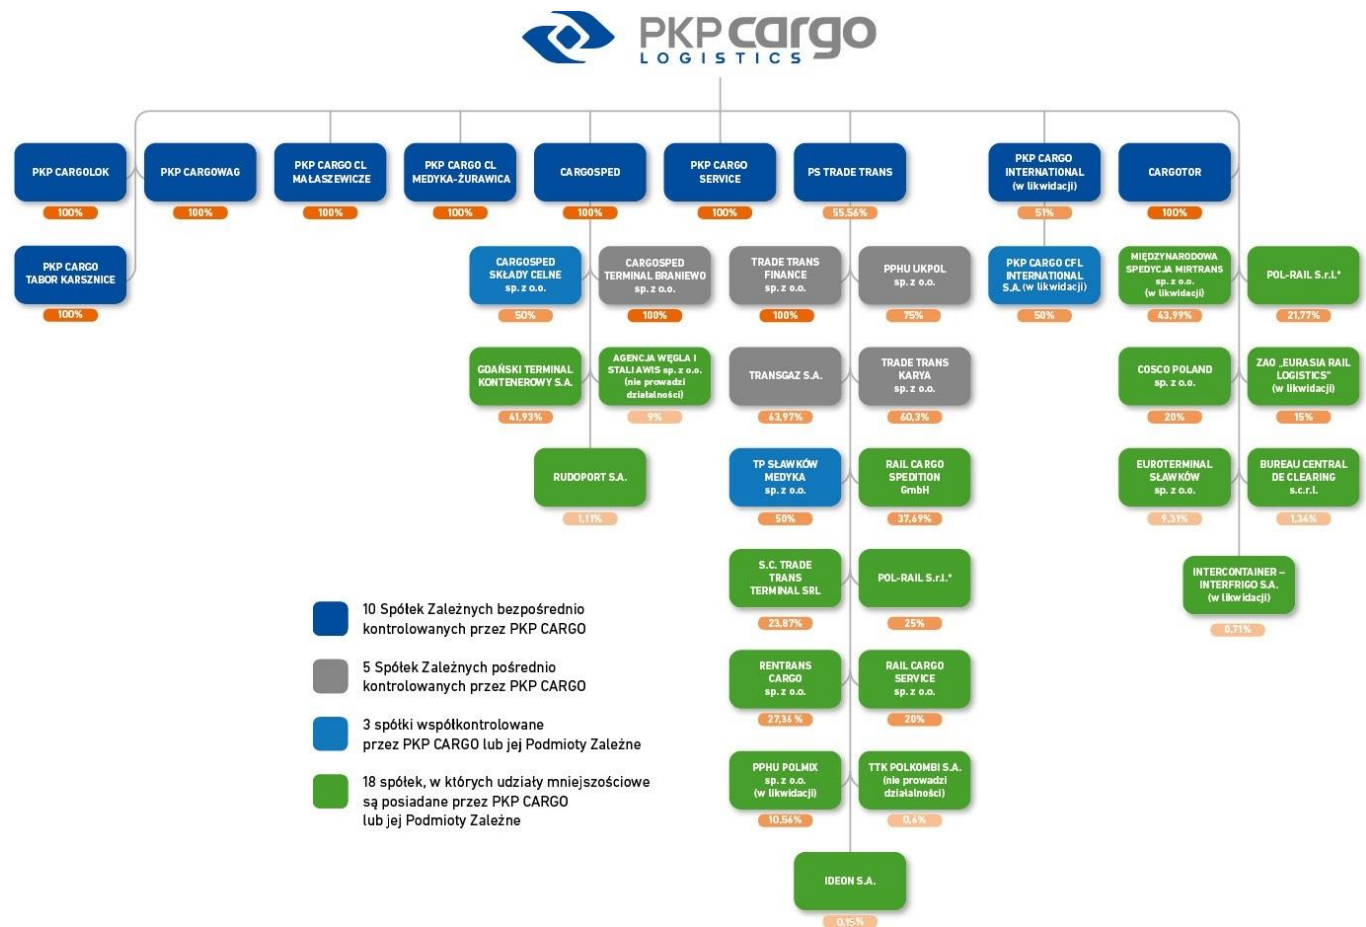 PKP cargo
LOGISTICS
PKP CARGOLOK
100%
PKP CARGOWAG
100%
PKP CARGO CL
MAŁASZEWICZE
100%
PKP CARGO CL
MEDYKA-ŻURAWICA
100%
CARGOSPED
100%
PKP CARGO
SERVICE
100%
PS TRADE TRANS
55,56%
PKP CARGO
INTERNATIONAL
(w likwidacji)
51%
CARGOTOR
100%
PKP CARGO
TABOR KARSZNICE
100%
CARGOSPED
SKŁADY CELNE
sp. z o.o.
50%
CARGOSPED
TERMINAL BRANIEWO
sp. z o.o.
100%
TRADE TRANS
FINANCE
sp. z o.o.
100%
PPHU UKPOL
sp. z o.o.
75%
PKP CARGO CFL
INTERNATIONAL
S.A. (w likwidacji)
50%
MIĘDZYNARODOWA
SPEDYCJA MIRTRANS
sp. z o.o.
(w likwidacji)
43,99%
POL-RAIL S.r.l.*
21,77%
GDAŃSKI TERMINAL
KONTENEROWY S.A.
41,93%
AGENCJA WĘGLA I
STALI AWIS sp. z o.o.
(nie prowadzi
działalności)
9%
TRANSGAZ S.A.
63,97%
TRADE TRANS
KARYA
sp. z o.o.
60,3%
COSCO POLAND
sp. z o.o.
20%
ZAO „EURASIA RAIL
LOGISTICS”
(w likwidacji)
15%
RUDOPORT S.A.
1,11%
TP SŁAWKÓW
MEDYKA
sp. z o.o.
50%
RAIL CARGO
SPEDITION
GmbH
37,69%
EUROTERMINAL
SŁAWKÓW
sp. z o.o.
9,31%
BUREAU CENTRAL
DE CLEARING
s.c.r.l.
1,34%
S.C. TRADE
TRANS
TERMINAL SRL
23,87%
POL-RAIL S.r.l.*
25%
INTERCONTAINER –
INTERFRIGO S.A.
(w likwidacji)
0,71%
RENTRANS
CARGO
sp. z o.o.
27,36 %
RAIL CARGO
SERVICE
sp. z o.o.
20%
PPHU POLMIX
sp. z o.o.
(w likwidacji)
10,56%
TTK POLKOMBI S.A.
(nie prowadzi
działalności)
0,6%
IDEON S.A.
0,15%
10 Spółek Zależnych bezpośrednio
kontrolowanych przez PKP CARGO
5 Spółek Zależnych pośrednio
kontrolowanych przez PKP CARGO
3 spółki współkontrolowane
przez PKP CARGO lub jej Podmioty Zależne
18 spółek, w których udziały mniejszościowe
są posiadane przez PKP CARGO
lub jej Podmioty Zależne